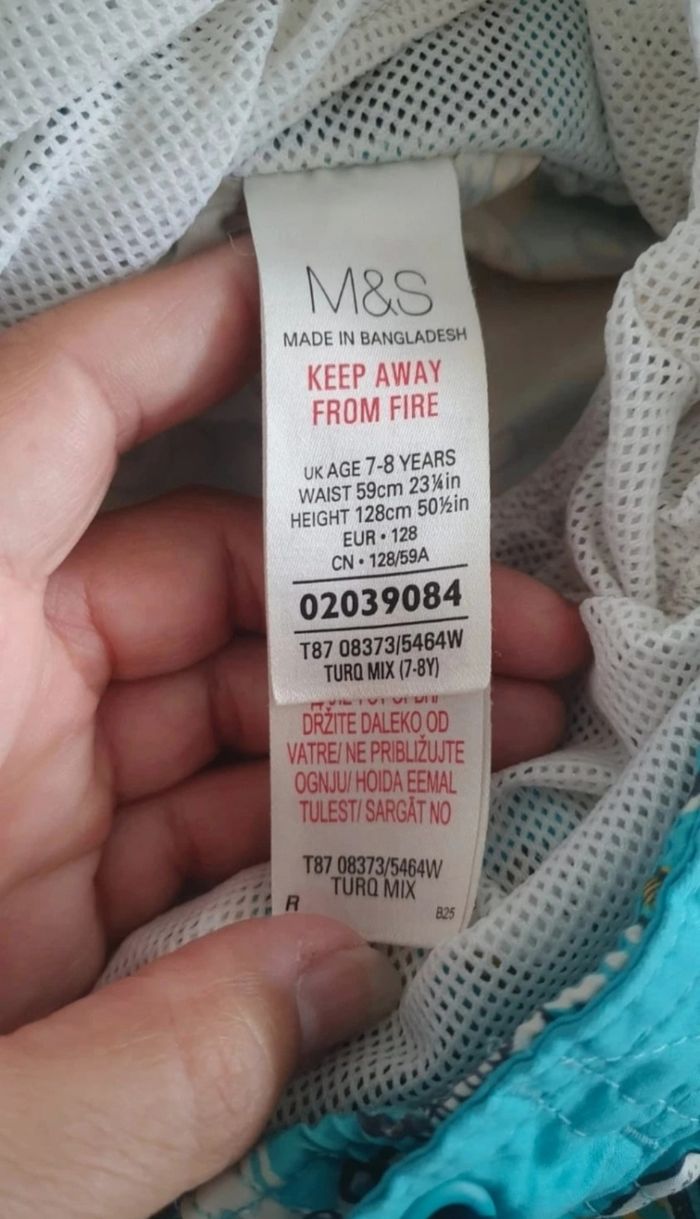 M&S
MADE IN BANGLADESH
KEEP AWAY
FROM FIRE
UK AGE 7-8 YEARS
WAIST 59cm 23¼in
HEIGHT 128cm 50½in
EUR • 128
CN • 128/59A
02039084
T87 08373/5464W
TURQ MIX (7-8Y)
DRŽITE DALEKO OD
VATRE/ NE PRIBLIŽUJTE
OGNJU/ HOIDA EEMAL
TULEST/ SARGĀT NO
T87 08373/5464W
TURQ MIX
R
B25